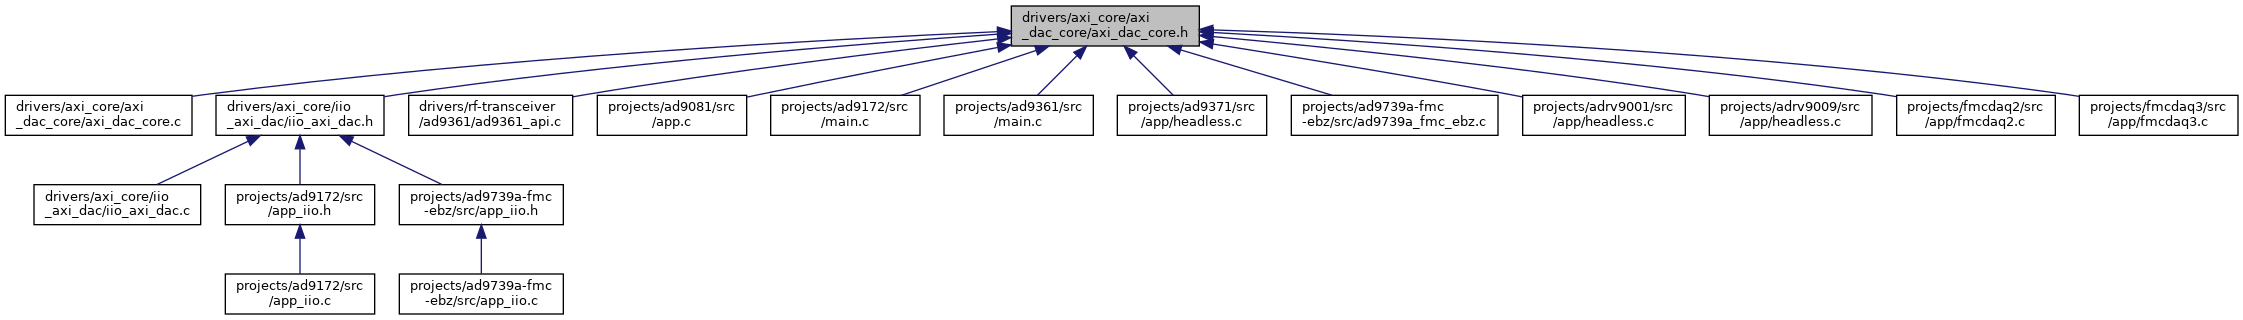 drivers/axi_core/axi
_dac_core/axi_dac_core.h
drivers/axi_core/axi
_dac_core/axi_dac_core.c
drivers/axi_core/iio
_axi_dac/iio_axi_dac.h
drivers/rf-transceiver
/ad9361/ad9361_api.c
projects/ad9081/src
/app.c
projects/ad9172/src
/main.c
projects/ad9361/src
/main.c
projects/ad9371/src
/app/headless.c
projects/ad9739a-fmc
-ebz/src/ad9739a_fmc_ebz.c
projects/adrv9001/src
/app/headless.c
projects/adrv9009/src
/app/headless.c
projects/fmcdaq2/src
/app/fmcdaq2.c
projects/fmcdaq3/src
/app/fmcdaq3.c
drivers/axi_core/iio
_axi_dac/iio_axi_dac.c
projects/ad9172/src
/app_iio.h
projects/ad9739a-fmc
-ebz/src/app_iio.h
projects/ad9172/src
/app_iio.c
projects/ad9739a-fmc
-ebz/src/app_iio.c